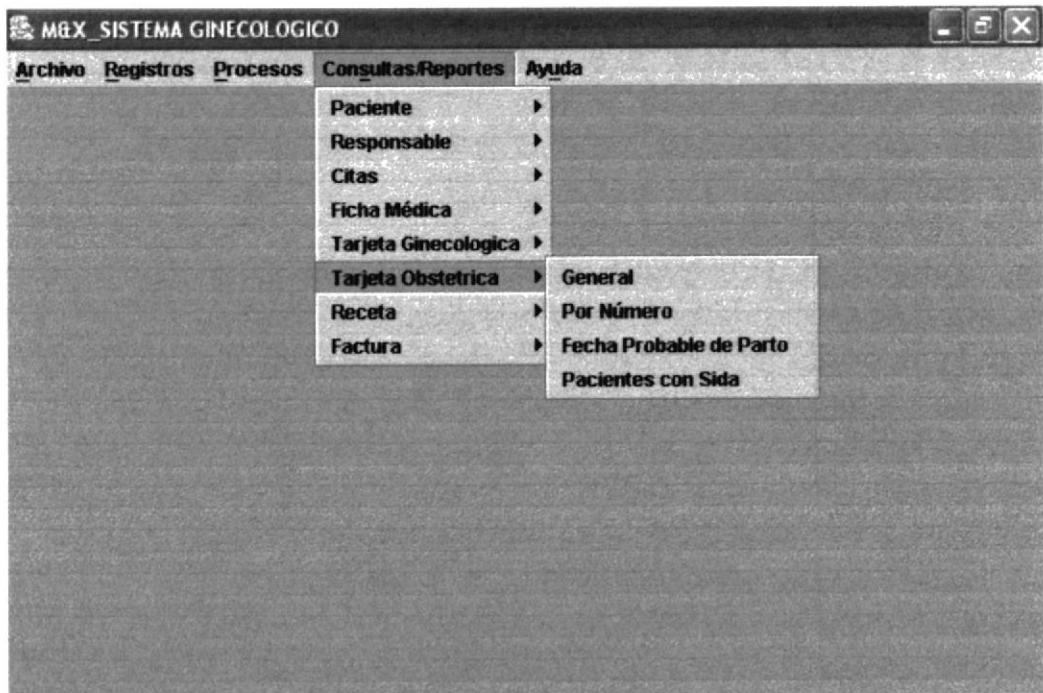 M&X_SISTEMA GINECOLOGICO
Archivo Registros Procesos Consultas/Reportes Ayuda
Paciente
Responsable
Citas
Ficha Médica
Tarjeta Ginecologica
Tarjeta Obstetrica
Receta
Factura
General
Por Número
Fecha Probable de Parto
Pacientes con Sida